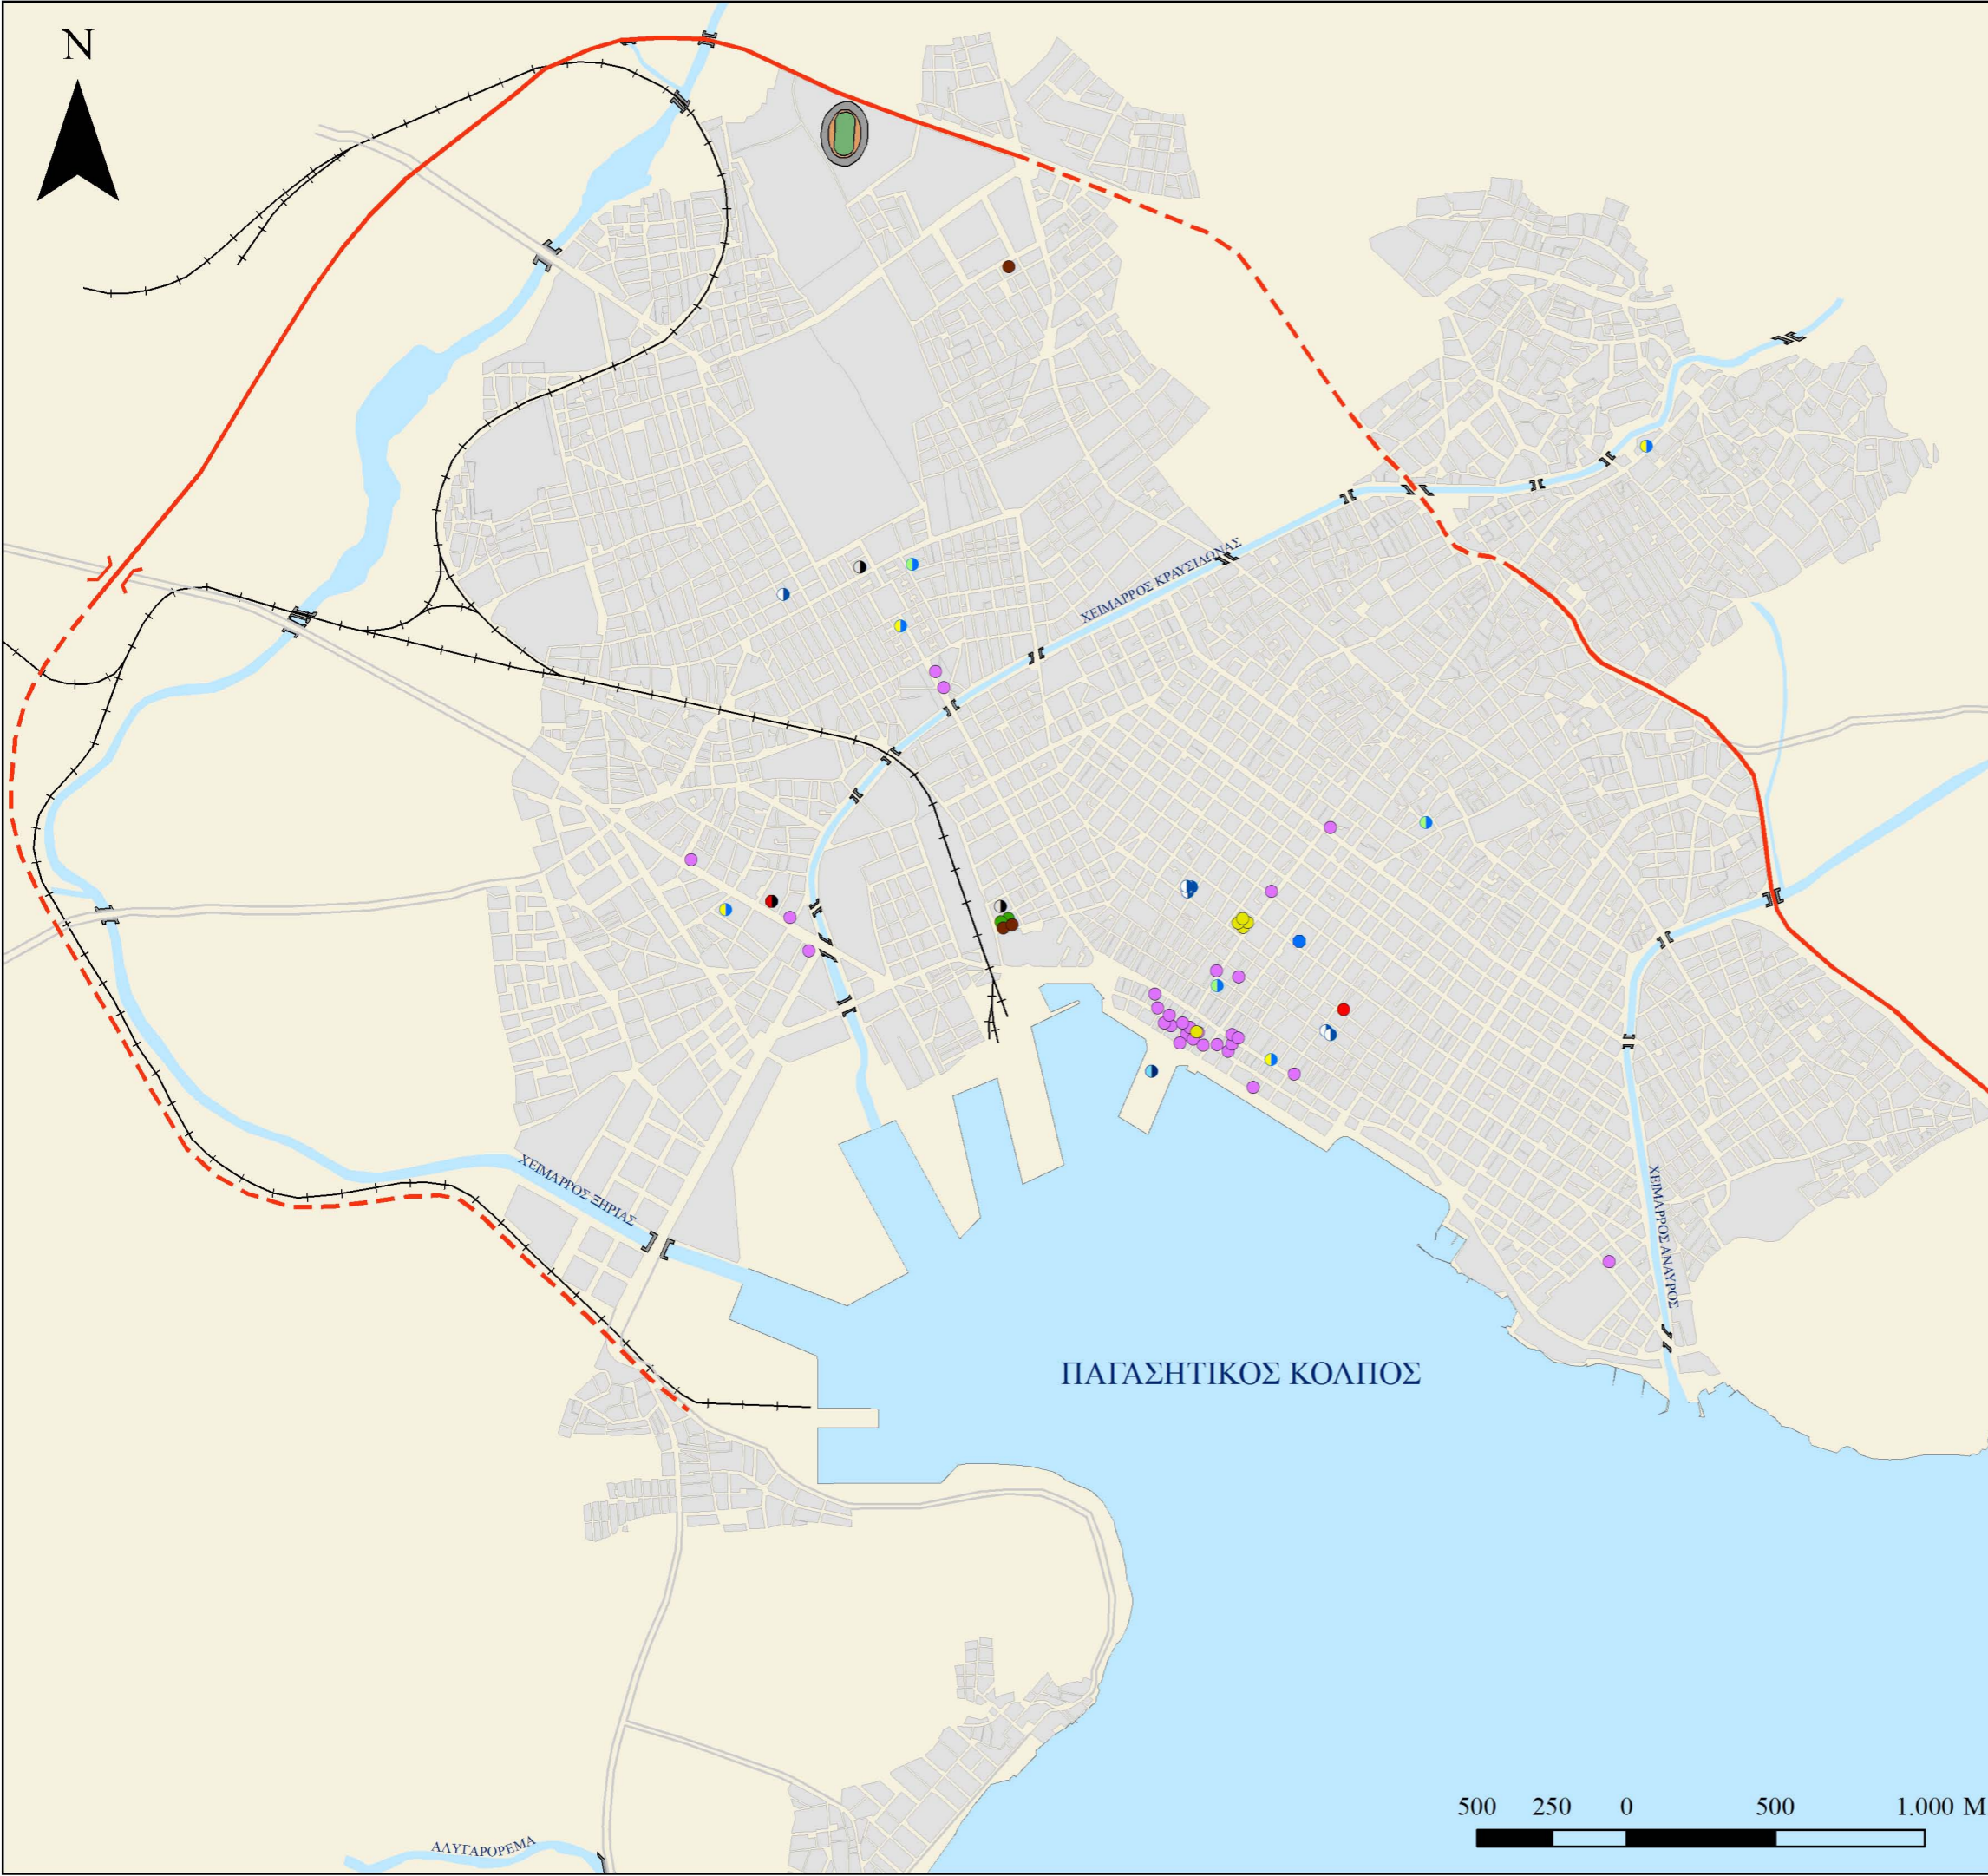 N
ΧΕΙΜΑΡΡΟΣ ΚΡΑΥΣΙΔΩΝΑΣ
ΧΕΙΜΑΡΡΟΣ ΞΗΡΙΑΣ
ΧΕΙΜΑΡΡΟΣ ΑΝΑΥΡΟΣ
ΠΑΓΑΣΗΤΙΚΟΣ ΚΟΛΠΟΣ
500 250 0 500 1.000 M
ΑΛΥΓΑΡΟΡΕΜΑ